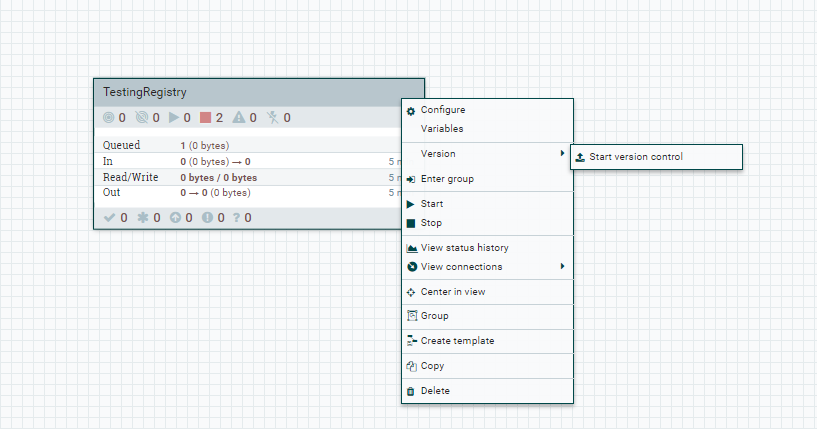 TestingRegistry
0 0 0 2 0 0
Queued 1 (0 bytes)
In 0 (0 bytes) → 0 5
Read/Write 0 bytes / 0 bytes 5
Out 0 → 0 (0 bytes) 5
0 0 0 0 ? 0
Configure
Variables
Version
Start version control
Enter group
Start
Stop
View status history
View connections
Center in view
Group
Create template
Copy
Delete